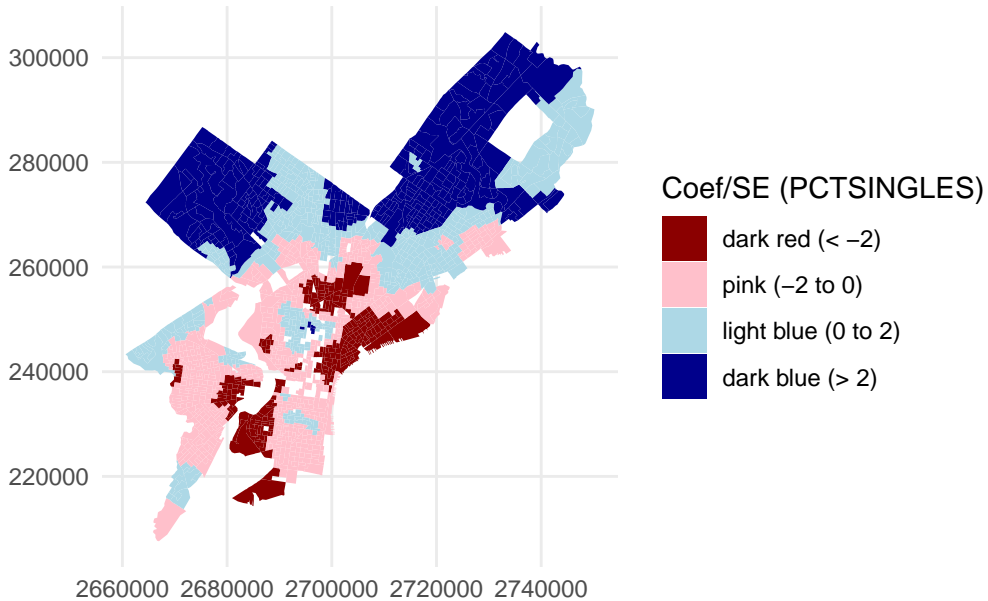 300000
280000
260000
240000
220000
2660000 2680000 2700000 2720000 2740000
Coef/SE (PCTSINGLES)
dark red (< −2)
pink (−2 to 0)
light blue (0 to 2)
dark blue (> 2)